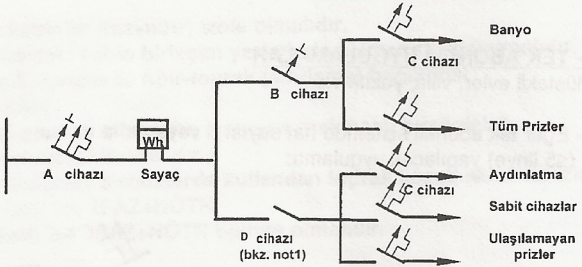 Banyo
C cihazı
B cihazı
Tüm Prizler
Wh
A cihazı
Sayaç
Aydınlatma
C cihazı
Sabit cihazlar
D
cihazı
(bkz. not1)
Ulaşılamayan
prizler